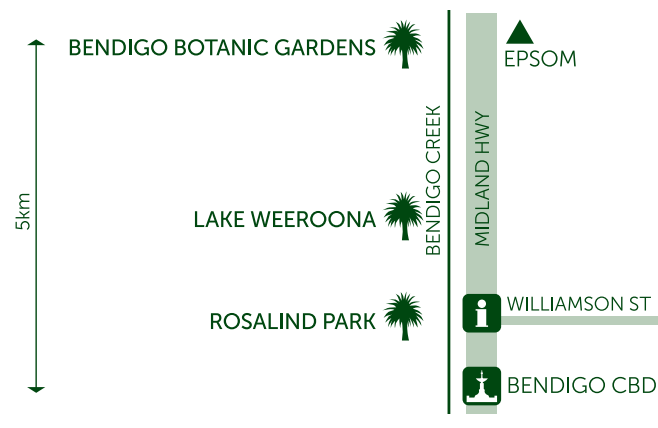 BENDIGO BOTANIC GARDENS
EPSOM
5km
BENDIGO CREEK
MIDLAND HWY
LAKE WEEROONA
WILLIAMSON ST
ROSALIND PARK
i
BENDIGO CBD